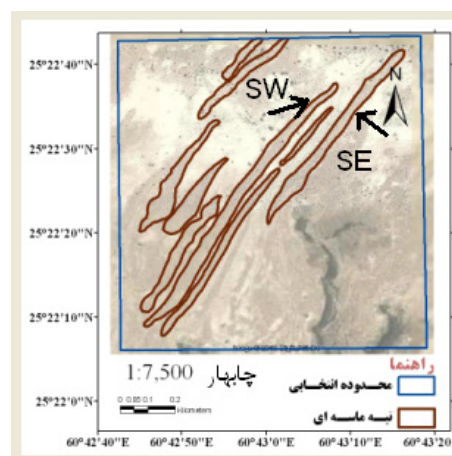 25°22'40"N
25°22'30"N
25°22'20"N
25°22'10"N
25°22'0"N
SW
N
SE
راهنما
1:7,500 چابهار
محدوده انتخابی
تپه ماسه ای
0 0.05 0.1 0.2
Kilometers
60°42'40"E 60°42'50"E 60°43'0"E 60°43'10"E 60°43'20"E